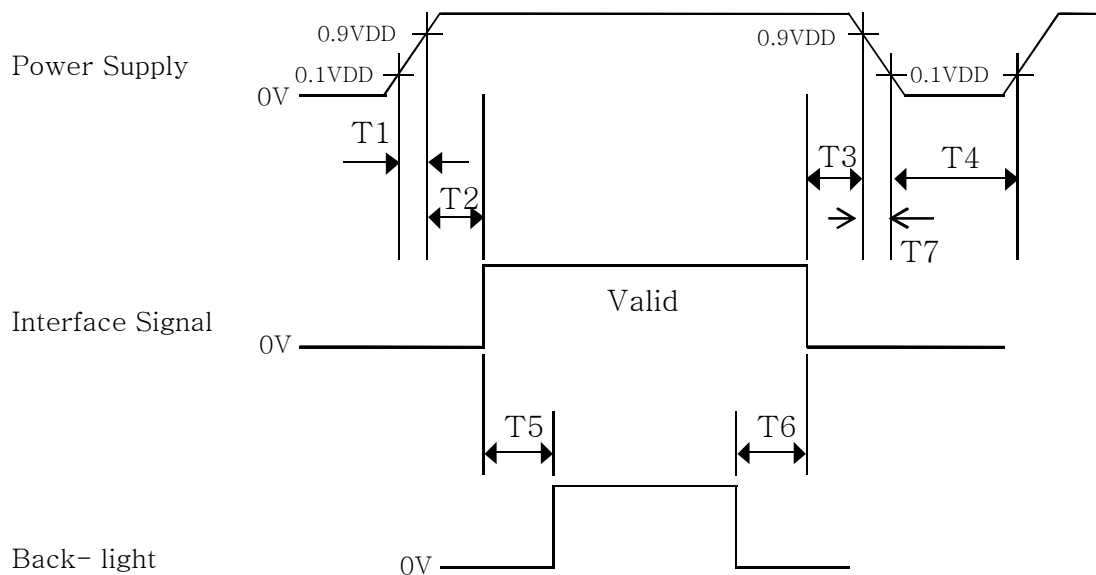 0.9VDD
0.9VDD
Power Supply
0.1VDD
0.1VDD
0V
T1
T3
T4
T2
T7
Valid
Interface Signal
0V
T5
T6
Back- light
0V